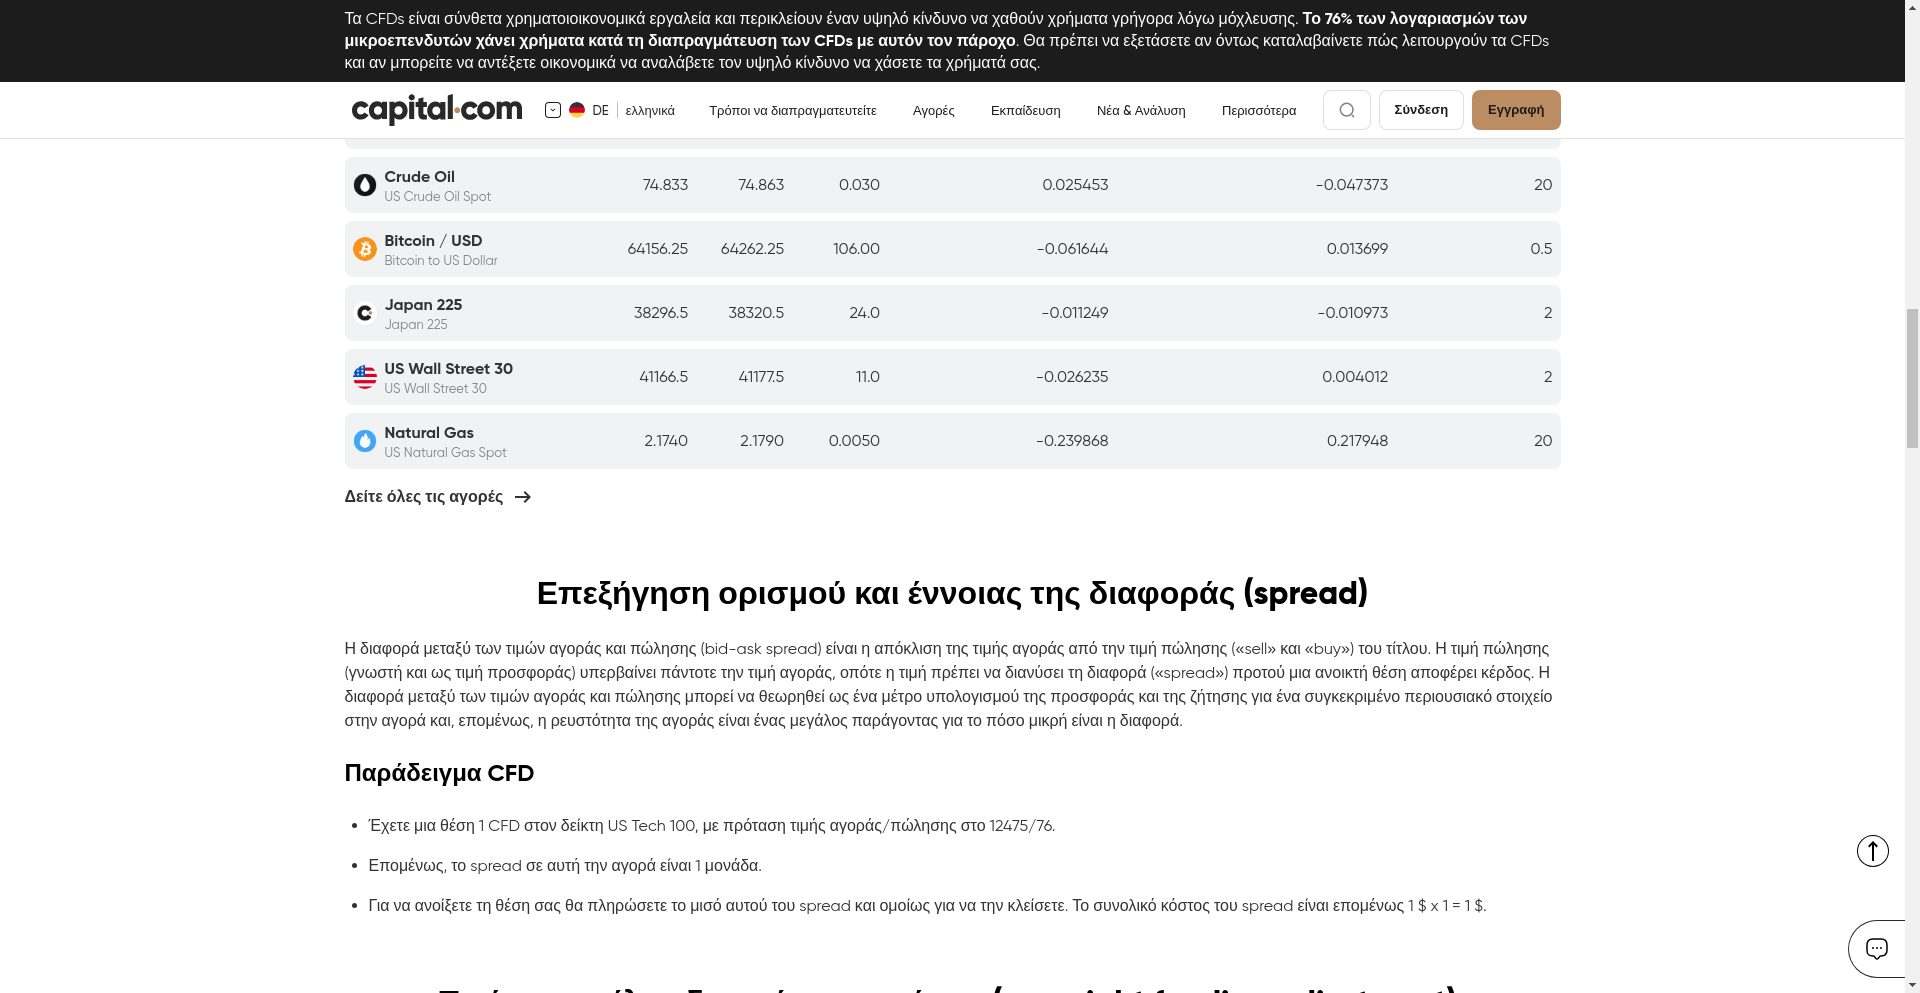 Τα CFDs είναι σύνθετα χρηματοιοικονομικά εργαλεία και περικλείουν έναν υψηλό κίνδυνο να χαθούν χρήματα γρήγορα λόγω μόχλευσης. Το 76% των λογαριασμών των
μικροεπενδυτών χάνει χρήματα κατά τη διαπραγμάτευση των CFDs με αυτόν τον πάροχο. Θα πρέπει να εξετάσετε αν όντως καταλαβαίνετε πώς λειτουργούν τα CFDs
και αν μπορείτε να αντέξετε οικονομικά να αναλάβετε τον υψηλό κίνδυνο να χάσετε τα χρήματά σας.
capital.com DE ελληνικά Τρόποι να διαπραγματευτείτε Αγορές Εκπαίδευση Νέα & Ανάλυση Περισσότερα Σύνδεση Εγγραφή
Crude Oil 74.833 74.863 0.030 0.025453 -0.047373 20
US Crude Oil Spot
Bitcoin / USD 64156.25 64262.25 106.00 -0.061644 0.013699 0.5
Bitcoin to US Dollar
Japan 225 38296.5 38320.5 24.0 -0.011249 -0.010973 2
Japan 225
US Wall Street 30 41166.5 41177.5 11.0 -0.026235 0.004012 2
US Wall Street 30
Natural Gas 2.1740 2.1790 0.0050 -0.239868 0.217948 20
US Natural Gas Spot
Δείτε όλες τις αγορές
Επεξήγηση ορισμού και έννοιας της διαφοράς (spread)
Η διαφορά μεταξύ των τιμών αγοράς και πώλησης (bid-ask spread) είναι η απόκλιση της τιμής αγοράς από την τιμή πώλησης («sell» και «buy») του τίτλου. Η τιμή πώλησης
(γνωστή και ως τιμή προσφοράς) υπερβαίνει πάντοτε την τιμή αγοράς, οπότε η τιμή πρέπει να διανύσει τη διαφορά («spread») προτού μια ανοικτή θέση αποφέρει κέρδος. Η
διαφορά μεταξύ των τιμών αγοράς και πώλησης μπορεί να θεωρηθεί ως ένα μέτρο υπολογισμού της προσφοράς και της ζήτησης για ένα συγκεκριμένο περιουσιακό στοιχείο
στην αγορά και, επομένως, η ρευστότητα της αγοράς είναι ένας μεγάλος παράγοντας για το πόσο μικρή είναι η διαφορά.
Παράδειγμα CFD
• Έχετε μια θέση 1 CFD στον δείκτη US Tech 100, με πρόταση τιμής αγοράς/πώλησης στο 12475/76.
• Επομένως, το spread σε αυτή την αγορά είναι 1 μονάδα.
• Για να ανοίξετε τη θέση σας θα πληρώσετε το μισό αυτού του spread και ομοίως για να την κλείσετε. Το συνολικό κόστος του spread είναι επομένως 1 $ x 1 = 1 $.